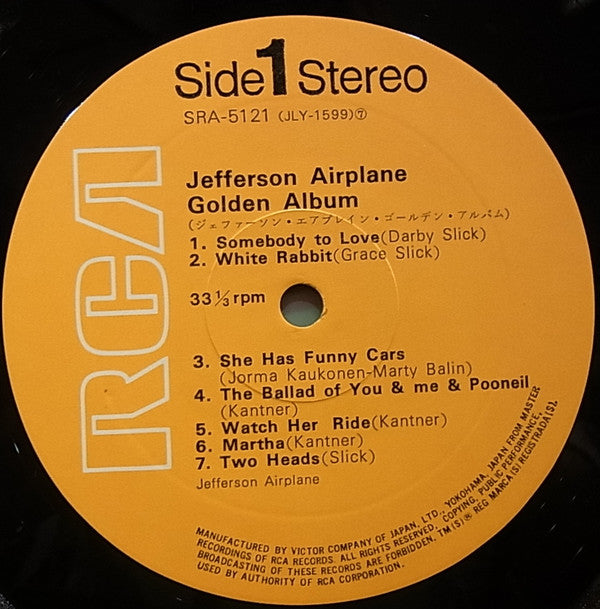 Side 1 Stereo
SRA-5121 (JLY-1599)⑦
RCA
Jefferson Airplane
Golden Album
(ジェファーソン・エアプレイン・ゴールデン・アルバム)
1. Somebody to Love(Darby Slick)
2. White Rabbit(Grace Slick)
33⅓rpm
3. She Has Funny Cars
(Jorma Kaukonen-Marty Balin)
4. The Ballad of You & me & Pooneil
(Kantner)
5. Watch Her Ride(Kantner)
6. Martha(Kantner)
7. Two Heads(Slick)
Jefferson Airplane
MANUFACTURED BY VICTOR COMPANY OF JAPAN, LTD., YOKOHAMA, JAPAN FROM MASTER
RECORDINGS OF RCA RECORDS. ALL RIGHTS RESERVED, COPYING, PUBLIC PERFORMANCE,
BROADCASTING OF THESE RECORDS ARE FORBIDDEN. TM(S)® REG MARCA(S) REGISTRADA(S).
USED BY AUTHORITY OF RCA CORPORATION.